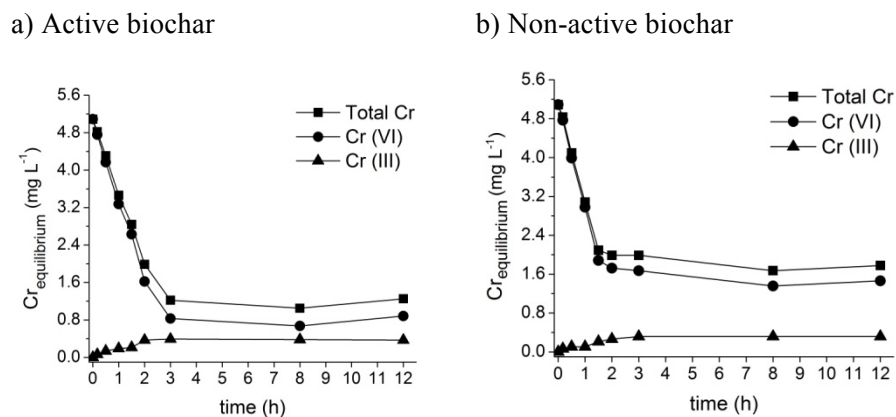 a) Active biochar
5.6
4.8
4.0
3.2
2.4
1.6
0.8
0.0
Cr equilibrium (mg L-1)
Total Cr
Cr (VI)
Cr (III)
0 1 2 3 4 5 6 7 8 9 10 11 12
time (h)
b) Non-active biochar
5.6
4.8
4.0
3.2
2.4
1.6
0.8
0.0
Cr equilibrium (mg L-1)
Total Cr
Cr (VI)
Cr (III)
0 1 2 3 4 5 6 7 8 9 10 11 12
time (h)